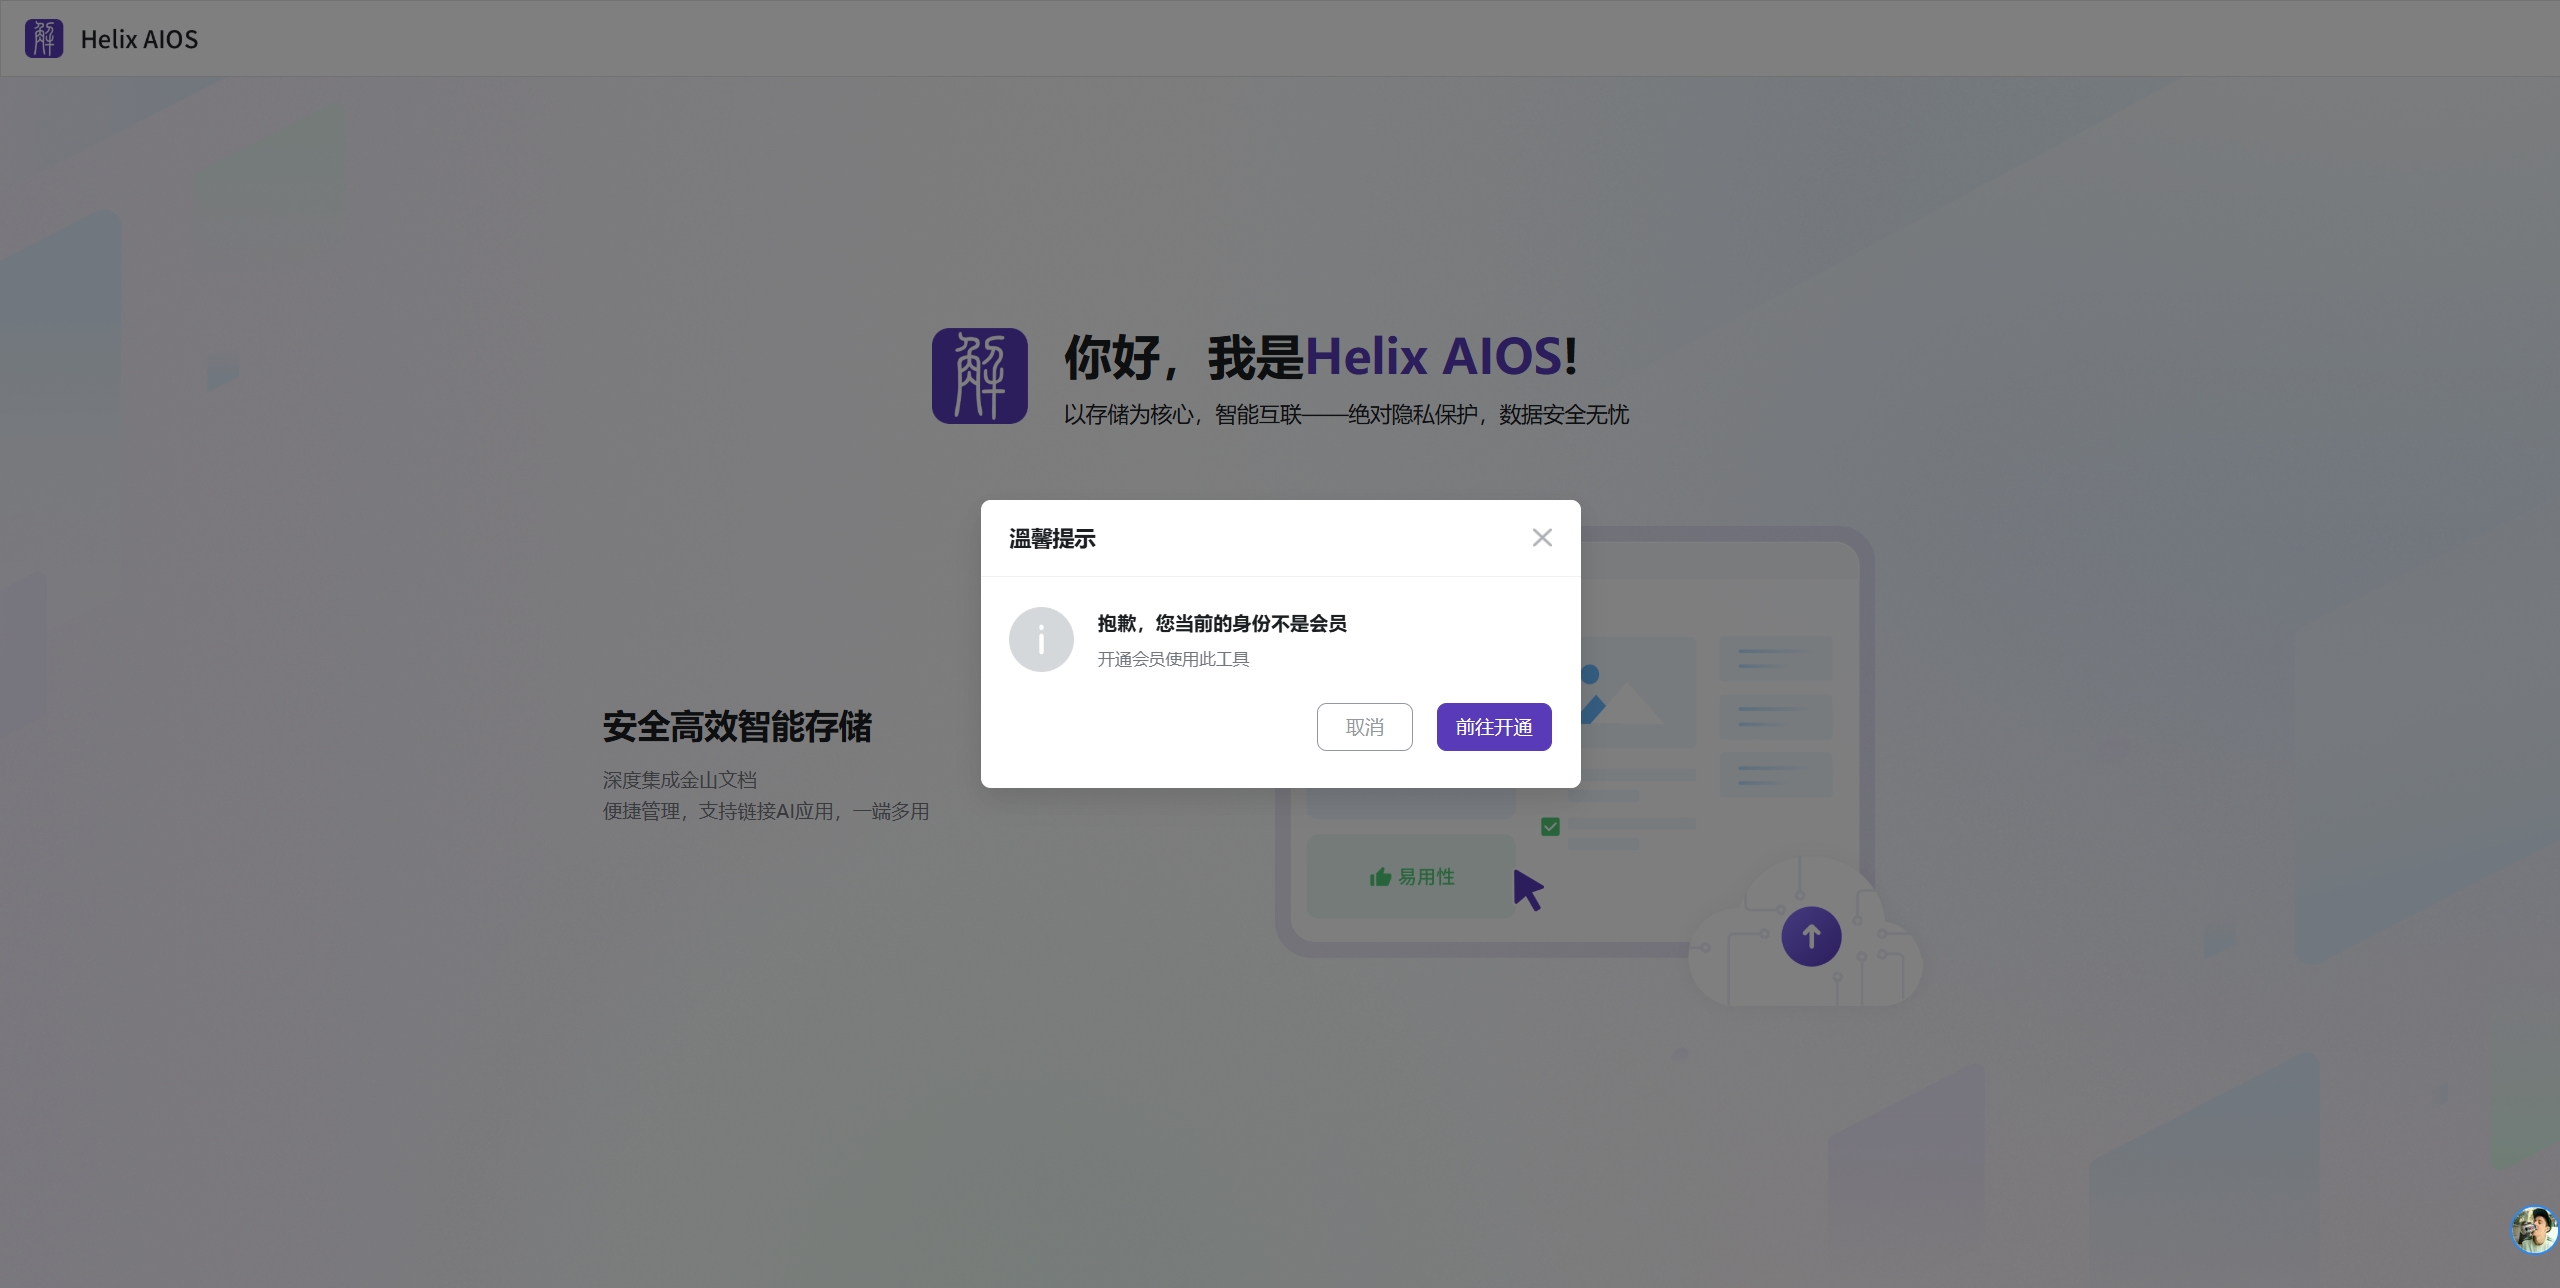 Helix AIOS
解
你好，我是Helix AIOS!
以存储为核心，智能互联——绝对隐私保护，数据安全无忧
温馨提示
抱歉，您当前的身份不是会员
开通会员使用此工具
取消
前往开通
安全高效智能存储
深度集成金山文档
便捷管理，支持链接AI应用，一端多用
易用性